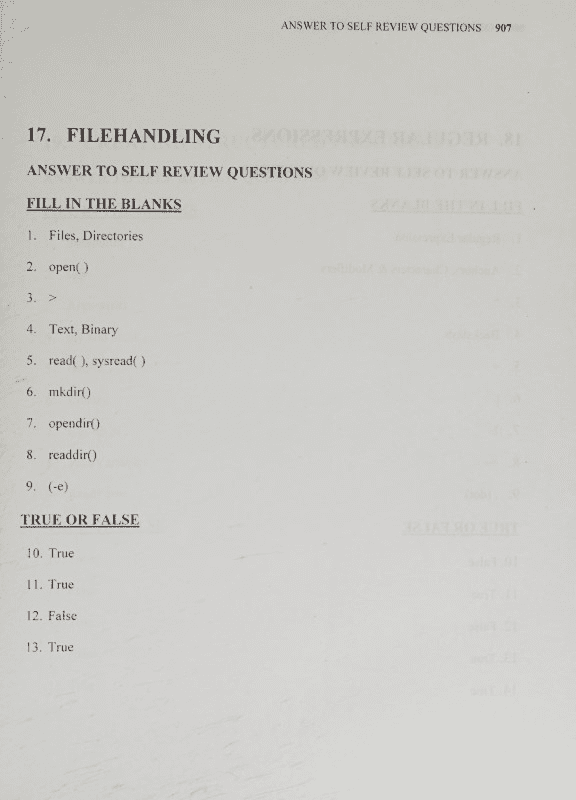 ANSWER TO SELF REVIEW QUESTIONS 907
17. FILEHANDLING
ANSWER TO SELF REVIEW QUESTIONS
FILL IN THE BLANKS
1. Files, Directories
2. open( )
3. >
4. Text, Binary
5. read( ), sysread( )
6. mkdir()
7. opendir()
8. readdir()
9. (-e)
TRUE OR FALSE
10. True
11. True
12. False
13. True